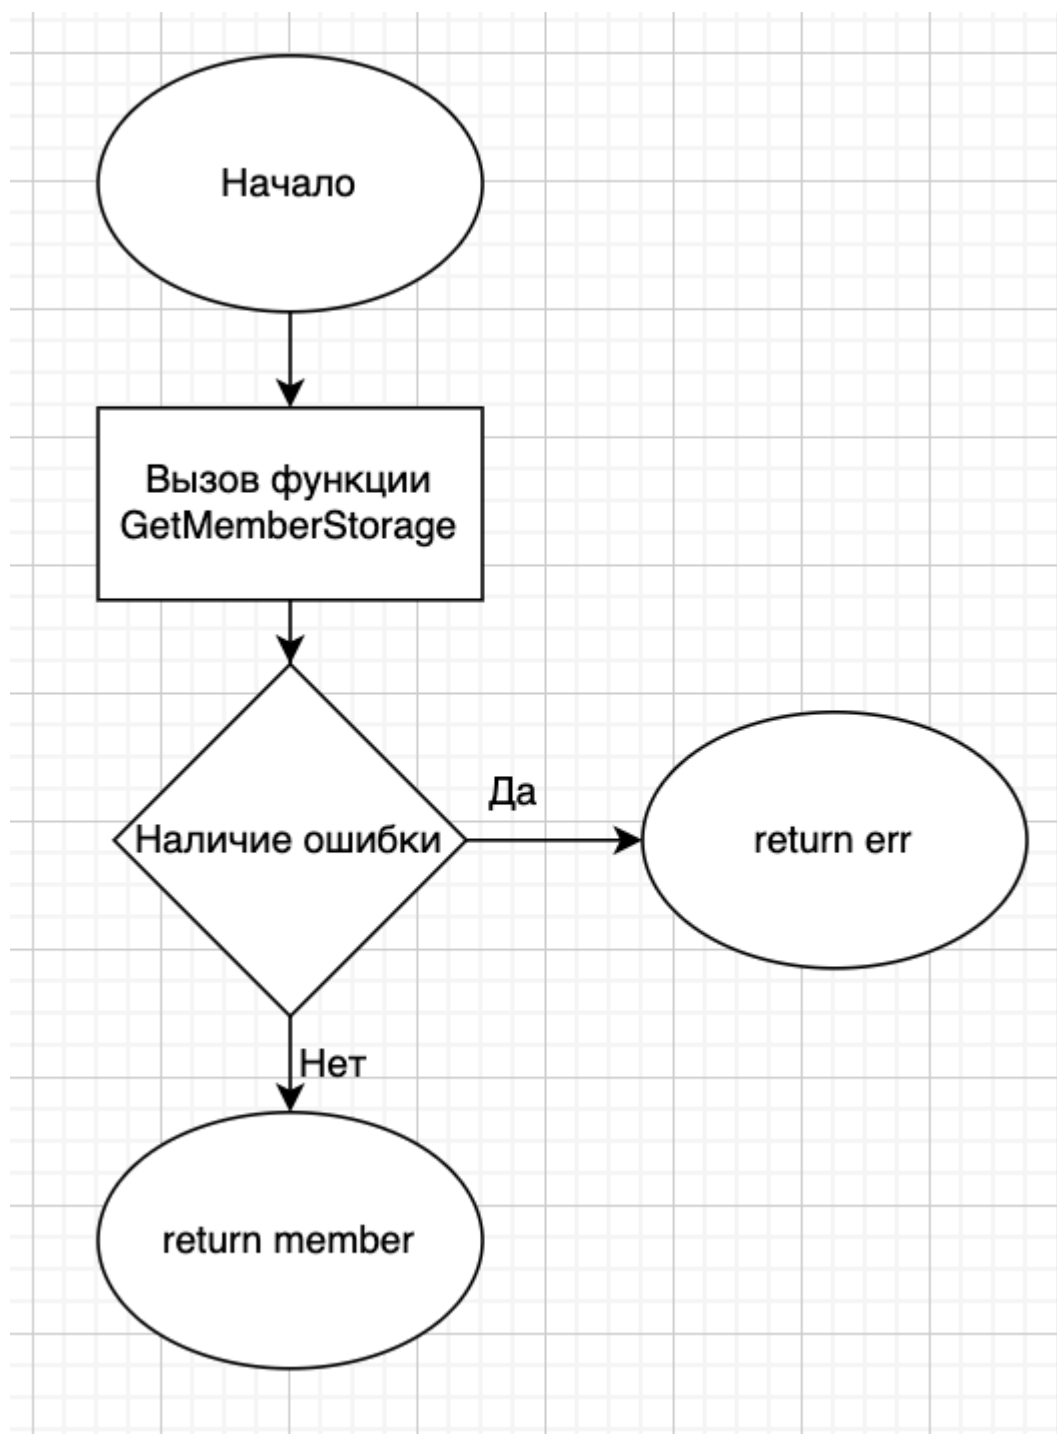 Начало
Вызов функции
GetMemberStorage
Да
Наличие ошибки
return err
Нет
return member